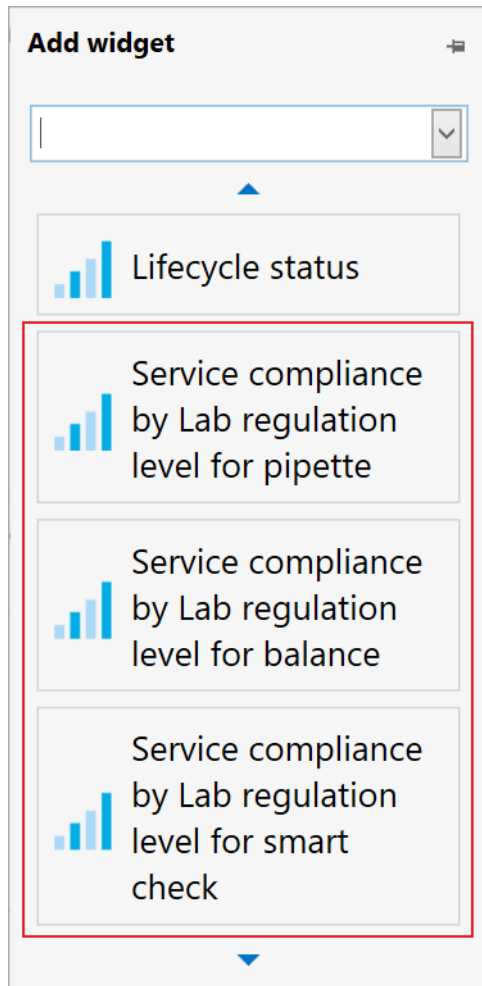 Add widget
Lifecycle status
Service compliance
by Lab regulation
level for pipette
Service compliance
by Lab regulation
level for balance
Service compliance
by Lab regulation
level for smart
check